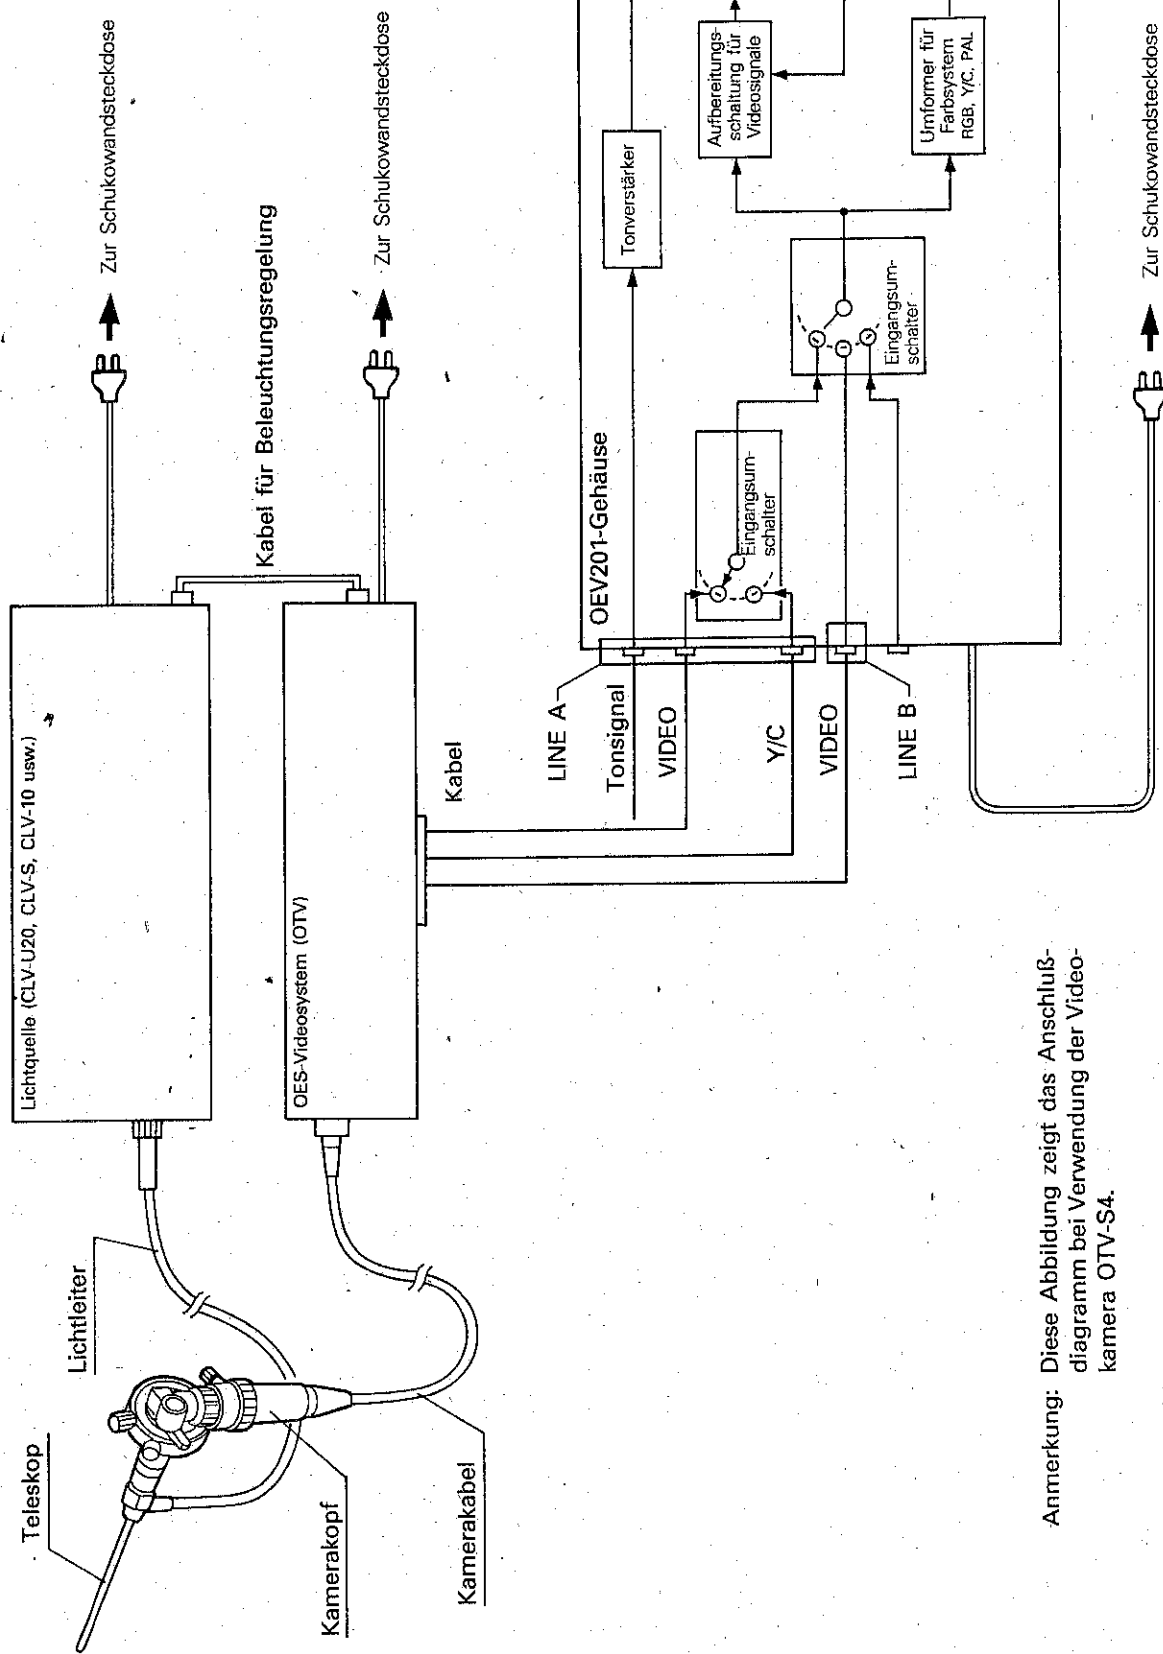 Teleskop
Lichtleiter
Kamerakopf
Kamerakabel
Lichtquelle (CLV-U20, CLV-S, CLV-10 usw.)
Zur Schukowandsteckdose
Kabel für Beleuchtungsregelung
OES-Videosystem (OTV)
Zur Schukowandsteckdose
Kabel
LINE A
Tonsignal
VIDEO
Y/C
VIDEO
LINE B
OEV201-Gehäuse
Tonverstärker
Eingangsum-
schalter
Eingangsum-
schalter
Aufbereitungs-
schaltung für
Videosignale
Umformer für
Farbsystem
RGB, Y/C, PAL
Zur Schukowandsteckdose
Anmerkung: Diese Abbildung zeigt das Anschluß-
diagramm bei Verwendung der Video-
kamera OTV-S4.